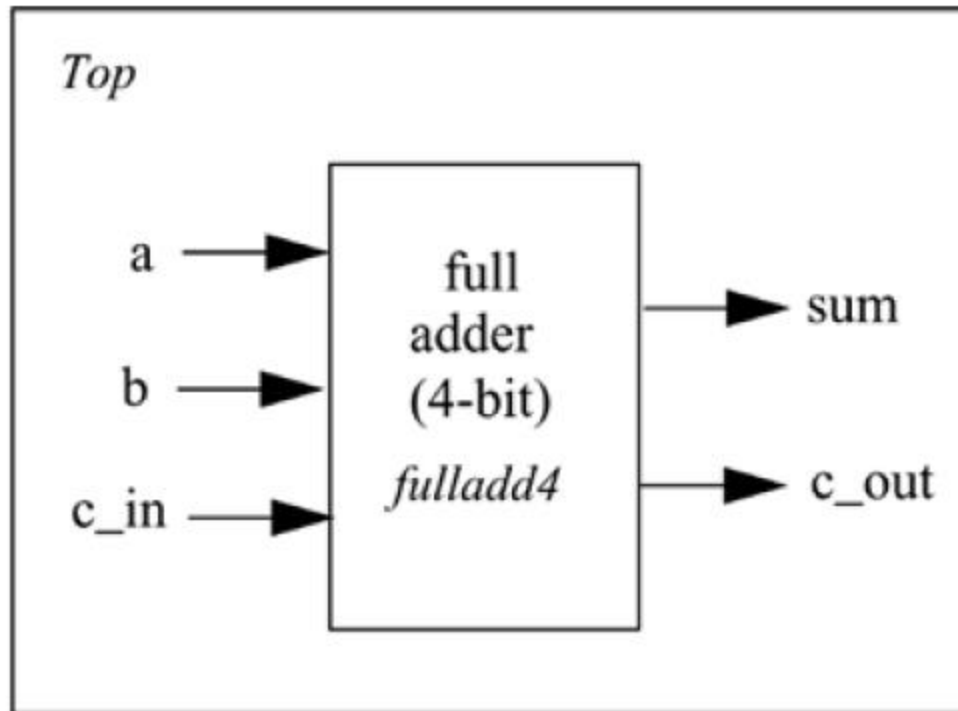 Top
a
b
c_in
full
adder
(4-bit)
fulladd4
sum
c_out